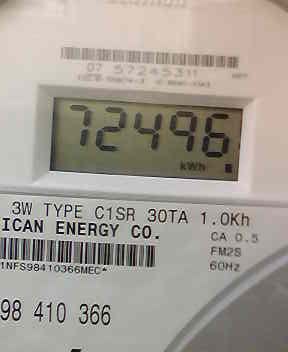 07 57245311
72496
kWh
3W TYPE C1SR 30TA 1.0Kh
ICAN ENERGY CO.
CA 0.5
FM2S
60Hz
1NFS98410366MEC*
98 410 366